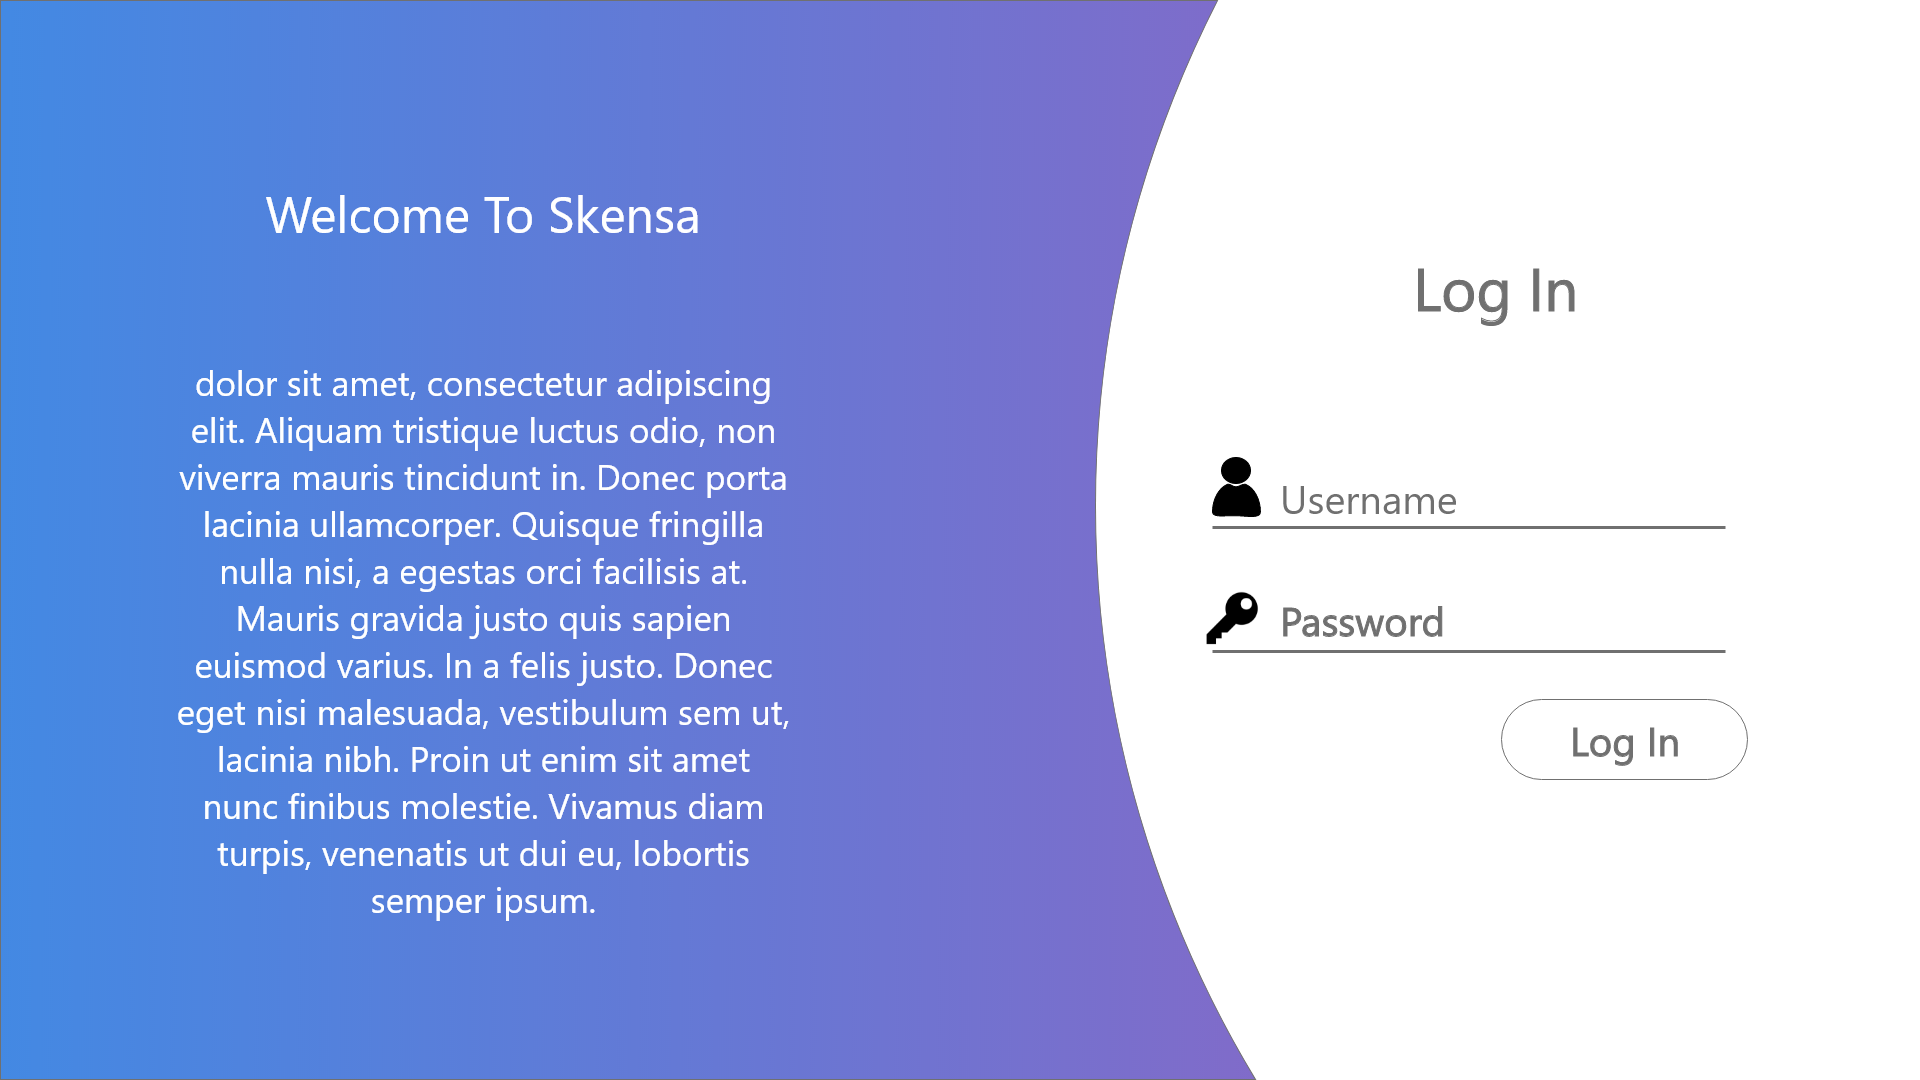 Welcome To Skensa
dolor sit amet, consectetur adipiscing
elit. Aliquam tristique luctus odio, non
viverra mauris tincidunt in. Donec porta
lacinia ullamcorper. Quisque fringilla
nulla nisi, a egestas orci facilisis at.
Mauris gravida justo quis sapien
euismod varius. In a felis justo. Donec
eget nisi malesuada, vestibulum sem ut,
lacinia nibh. Proin ut enim sit amet
nunc finibus molestie. Vivamus diam
turpis, venenatis ut dui eu, lobortis
semper ipsum.
Log In
Username
Password
Log In